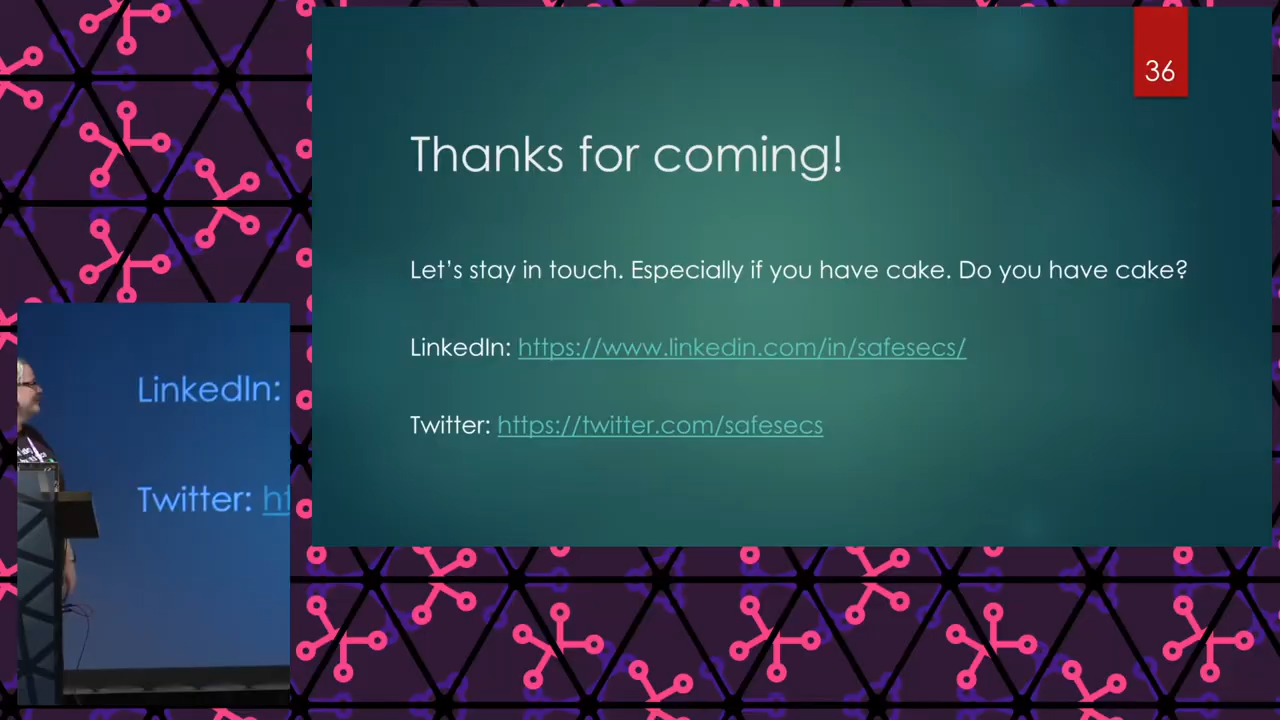 36
Thanks for coming!
Let’s stay in touch. Especially if you have cake. Do you have cake?
LinkedIn: https://www.linkedin.com/in/safesecs/
Twitter: https://twitter.com/safesecs
LinkedIn:
Twitter: ht